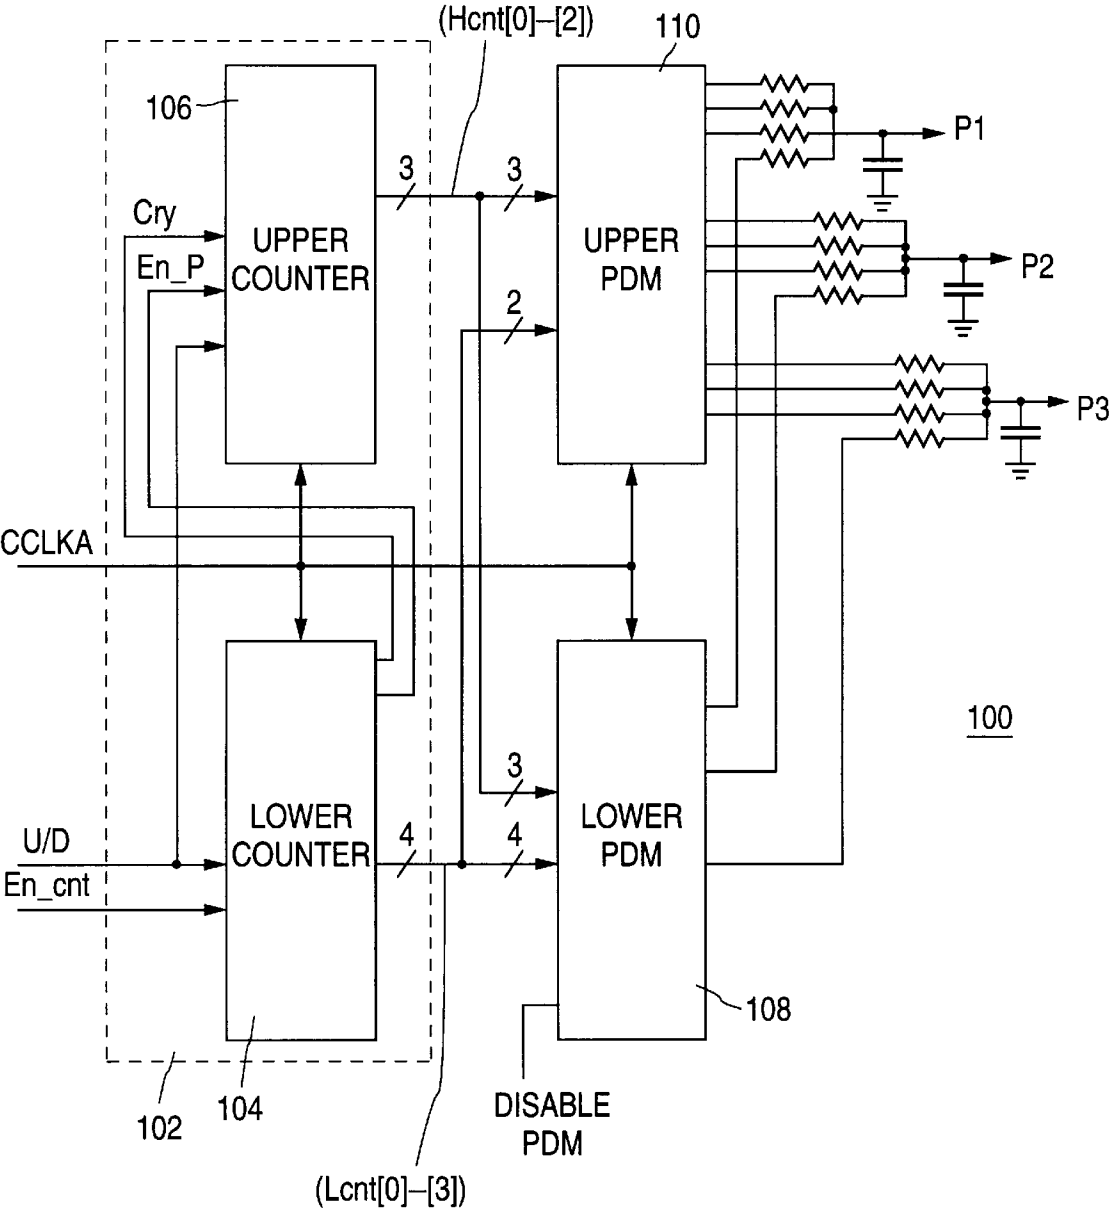 (Hcnt[0]–[2])
110
106
P1
3
3
Cry
UPPER
COUNTER
UPPER
PDM
En_P
P2
2
P3
CCLKA
100
3
LOWER
COUNTER
LOWER
PDM
U/D
4
4
En_cnt
108
104
102
DISABLE
PDM
(Lcnt[0]–[3])